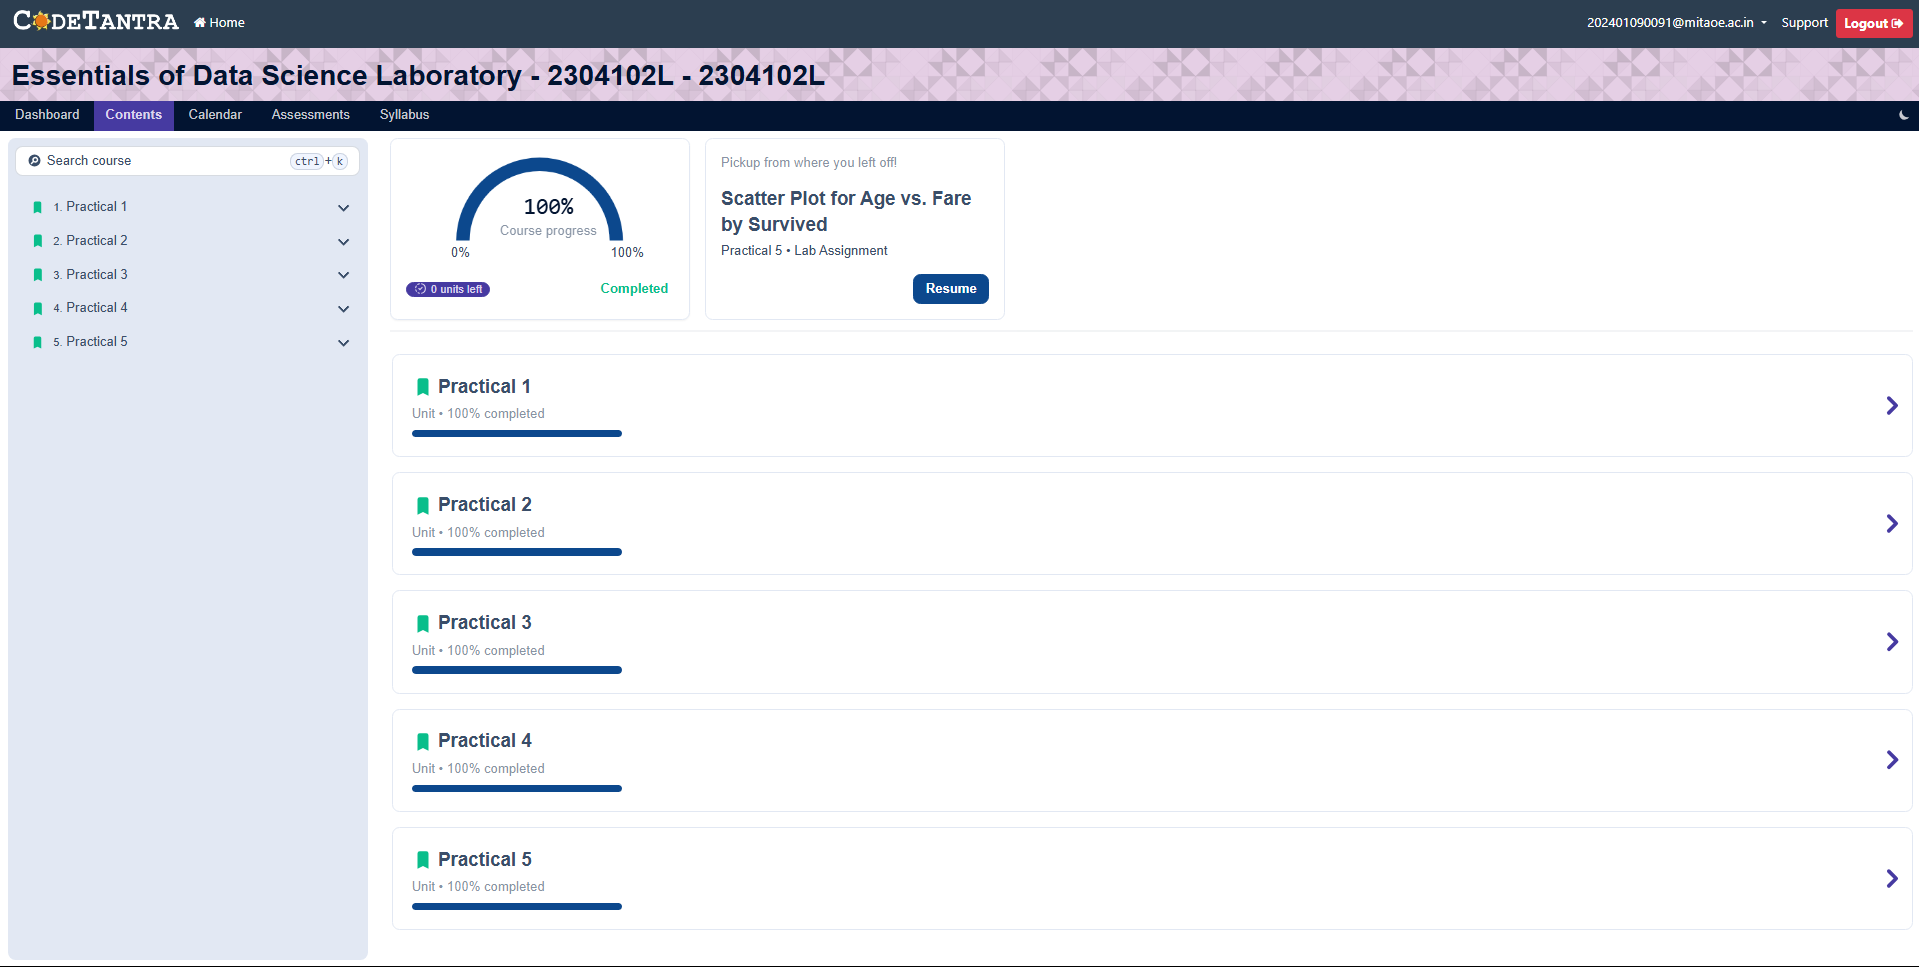 CODETANTRA Home 202401090091@mitaoe.ac.in Support Logout
Essentials of Data Science Laboratory - 2304102L - 2304102L
Dashboard Contents Calendar Assessments Syllabus
Search course ctrl+k
1. Practical 1
2. Practical 2
3. Practical 3
4. Practical 4
5. Practical 5
100%
Course progress
0% 100%
0 units left Completed
Pickup from where you left off!
Scatter Plot for Age vs. Fare
by Survived
Practical 5 • Lab Assignment
Resume
Practical 1
Unit • 100% completed
Practical 2
Unit • 100% completed
Practical 3
Unit • 100% completed
Practical 4
Unit • 100% completed
Practical 5
Unit • 100% completed